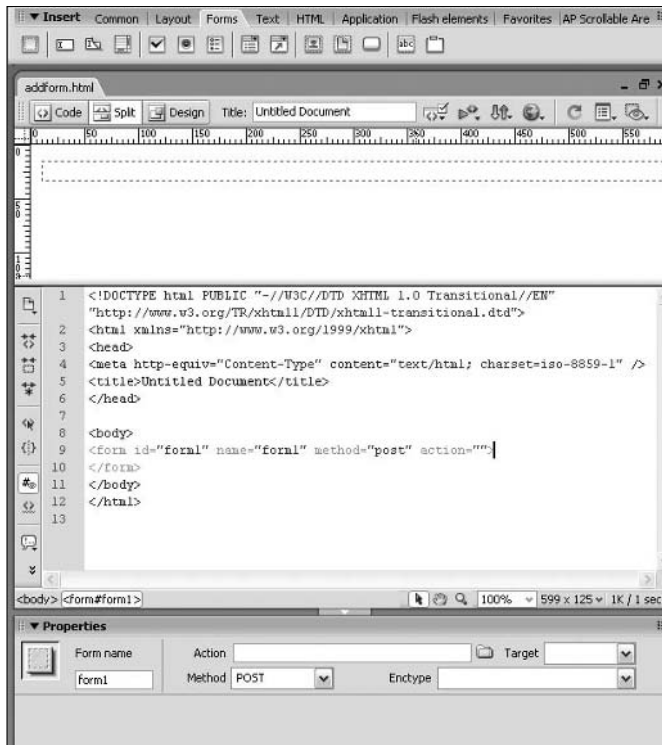 ▼ Insert Common Layout Forms Text HTML Application Flash elements Favorites AP Scrollable Are
abc
addform.html
Code Split Design Title: Untitled Document
0 50 100 150 200 250 300 350 400 450 500 550
0
50
1 <!DOCTYPE html PUBLIC "-//W3C//DTD XHTML 1.0 Transitional//EN"
"http://www.w3.org/TR/xhtml1/DTD/xhtml1-transitional.dtd">
2 <html xmlns="http://www.w3.org/1999/xhtml">
3 <head>
4 <meta http-equiv="Content-Type" content="text/html; charset=iso-8859-1" />
5 <title>Untitled Document</title>
6 </head>
7
8 <body>
9 <form id="form1" name="form1" method="post" action="">
10 </form>
11 </body>
12 </html>
13
<body> <form#form1> 100% 599 x 125 1K / 1 sec
▼ Properties
Form name Action Target
form1 Method POST Enctype